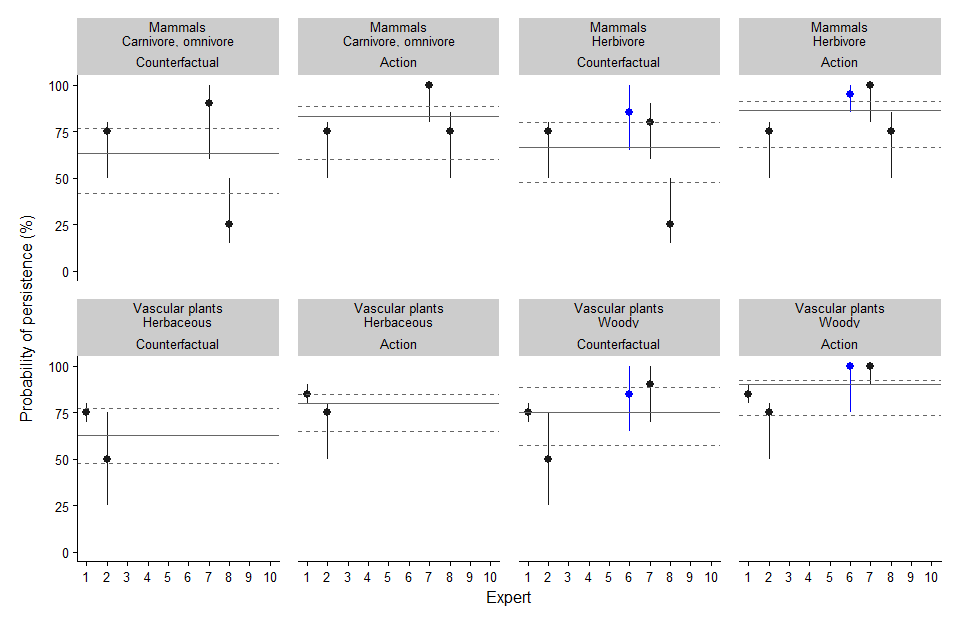 Mammals
Carnivore, omnivore
Counterfactual
Mammals
Carnivore, omnivore
Action
Mammals
Herbivore
Counterfactual
Mammals
Herbivore
Action
100
75
50
25
0
Probability of persistence (%)
Vascular plants
Herbaceous
Counterfactual
Vascular plants
Herbaceous
Action
Vascular plants
Woody
Counterfactual
Vascular plants
Woody
Action
100
75
50
25
0
1 2 3 4 5 6 7 8 9 10
1 2 3 4 5 6 7 8 9 10
1 2 3 4 5 6 7 8 9 10
1 2 3 4 5 6 7 8 9 10
Expert